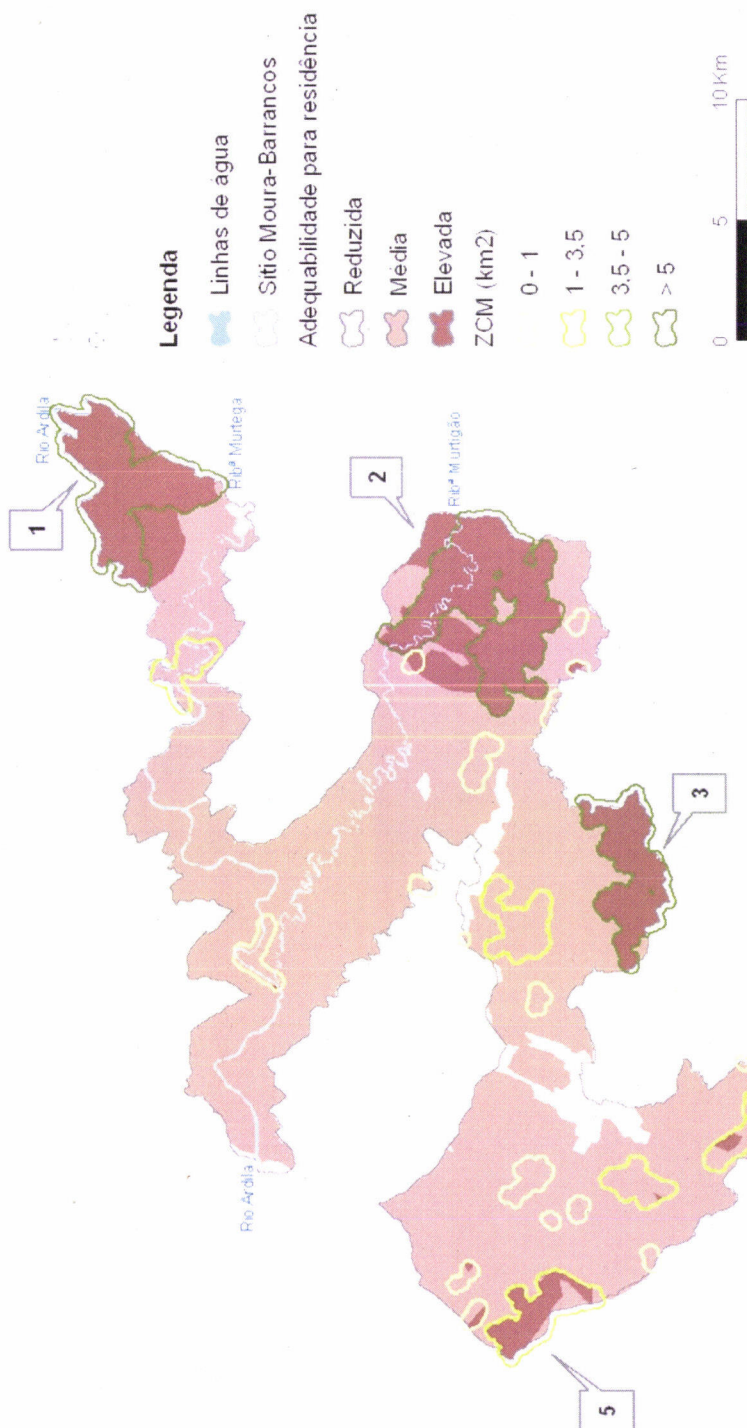 Rio Ardila
1
Ribª Murtega
2
Ribª Murtigão
3
Rio Ardila
5
Legenda
Linhas de água
Sítio Moura-Barrancos
Adequabilidade para residência
Reduzida
Média
Elevada
ZCM (km2)
0 - 1
1 - 3,5
3,5 - 5
> 5
0 5 10 Km